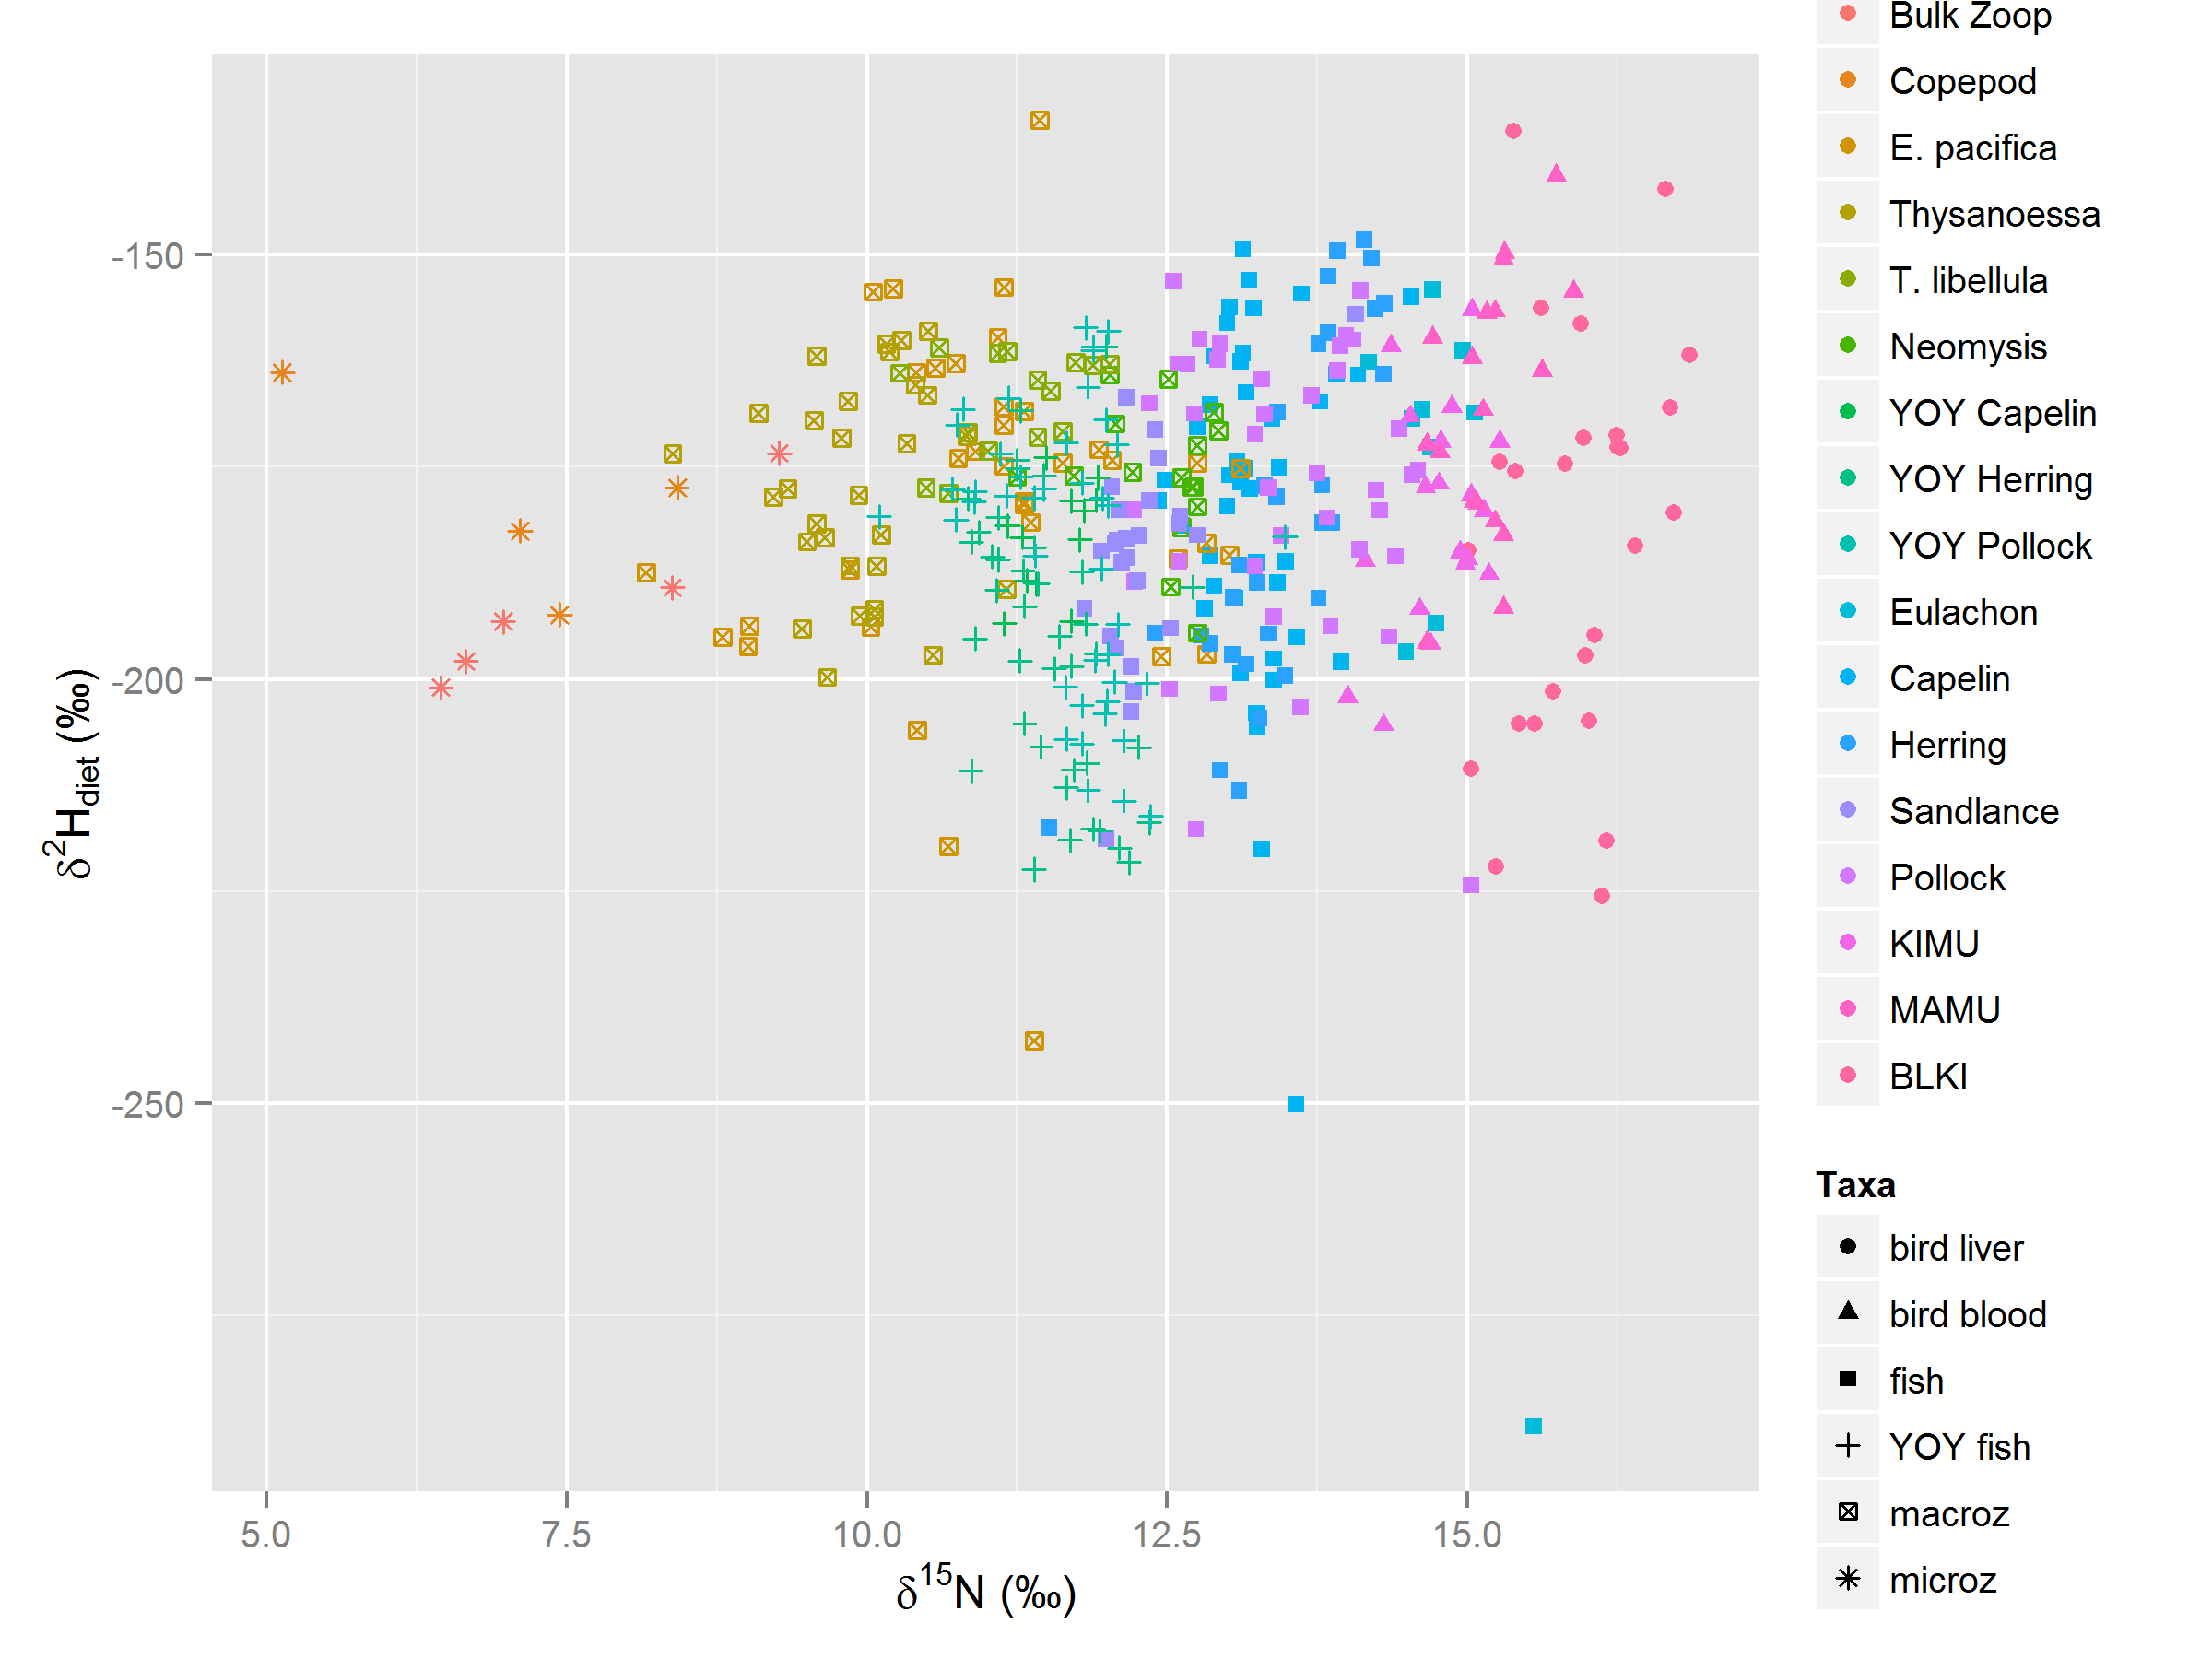 Bulk Zoop
Copepod
E. pacifica
Thysanoessa
T. libellula
Neomysis
YOY Capelin
YOY Herring
YOY Pollock
Eulachon
Capelin
Herring
Sandlance
Pollock
KIMU
MAMU
BLKI
Taxa
bird liver
bird blood
fish
YOY fish
macroz
microz
-150
-200
-250
δ²H_diet (‰)
5.0 7.5 10.0 12.5 15.0
δ¹⁵N (‰)